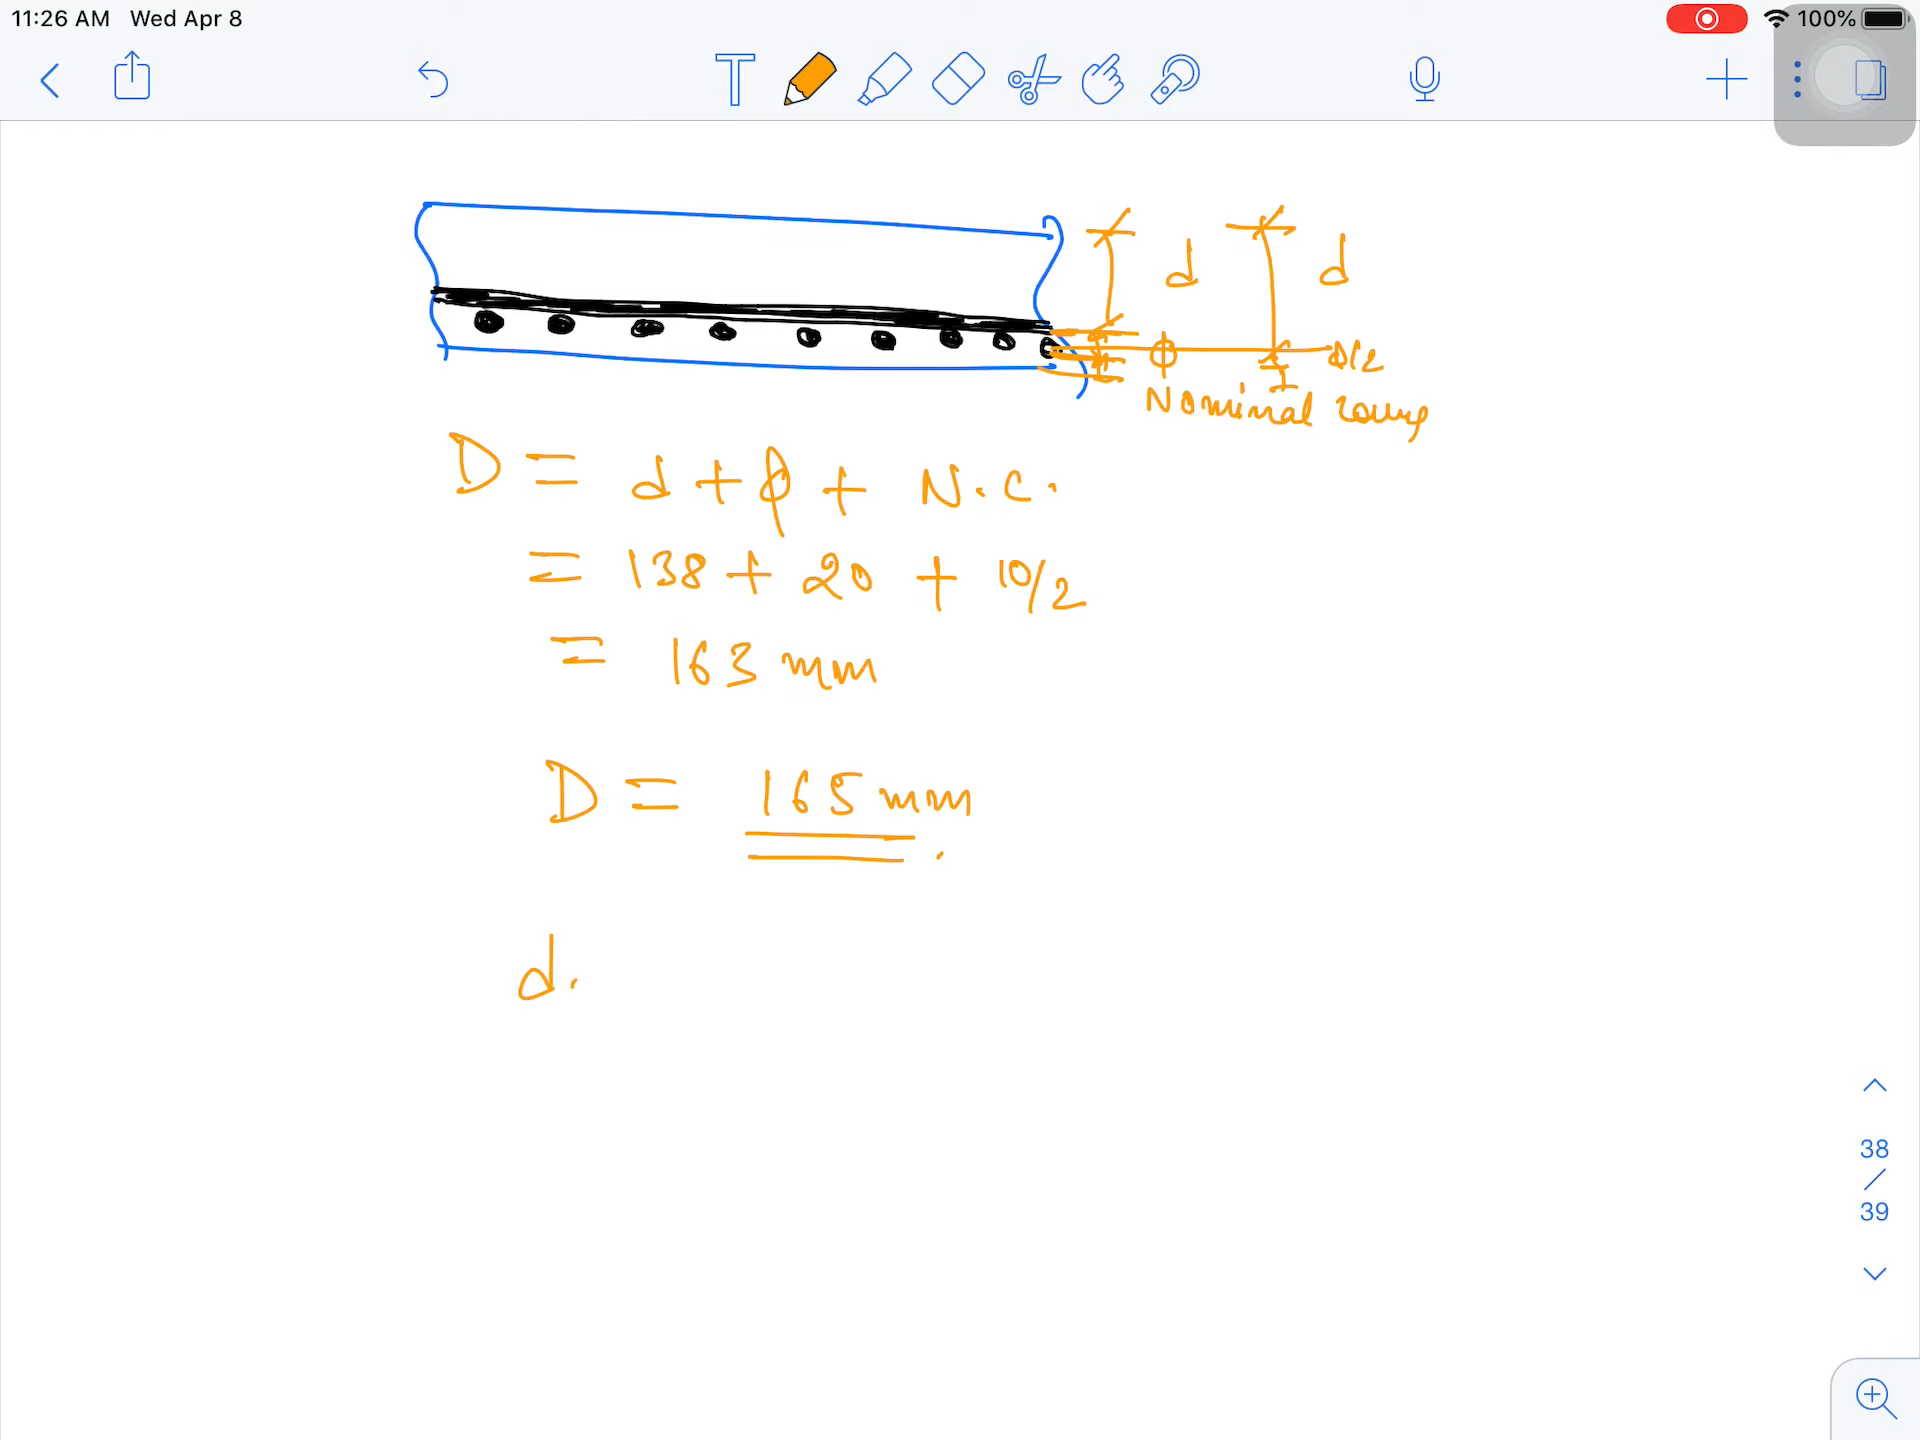 11:26 AM Wed Apr 8
100%
d d
ϕ ϕ/2
Nominal
D = d + ϕ + N.C.
= 138 + 20 + 10/2
= 163 mm
D = 165 mm
d.
38
/
39